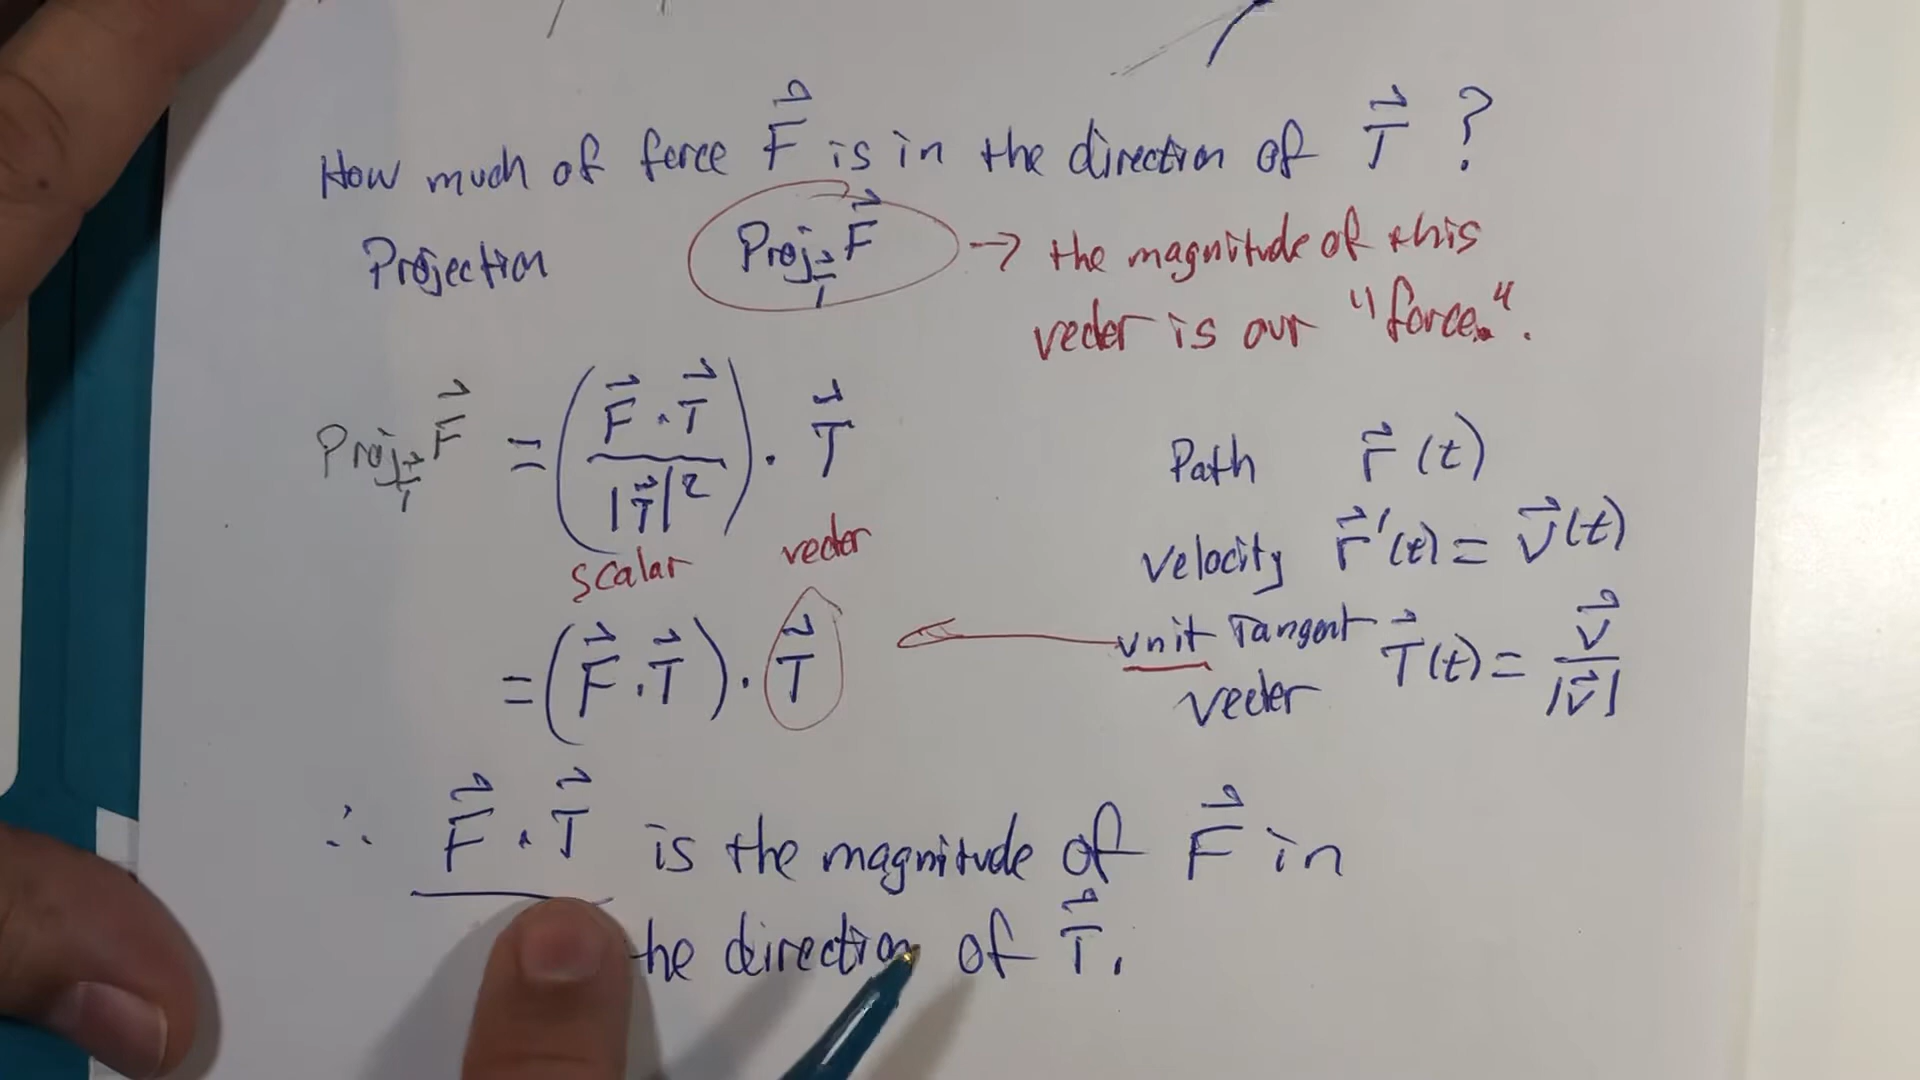 How much of force F⃗ is in the direction of T⃗ ?
Projection Proj_T⃗ F⃗ → the magnitude of this
vector is our "force.".
Proj_T⃗ F⃗ = (F⃗ · T⃗ / |T⃗|²) · T⃗
scalar vector
Path r⃗(t)
velocity r⃗'(t) = v⃗(t)
unit Tangent vector T⃗(t) = v⃗ / |v⃗|
= (F⃗ · T⃗) · T⃗
∴ F⃗ · T⃗ is the magnitude of F⃗ in
he direction of T⃗.